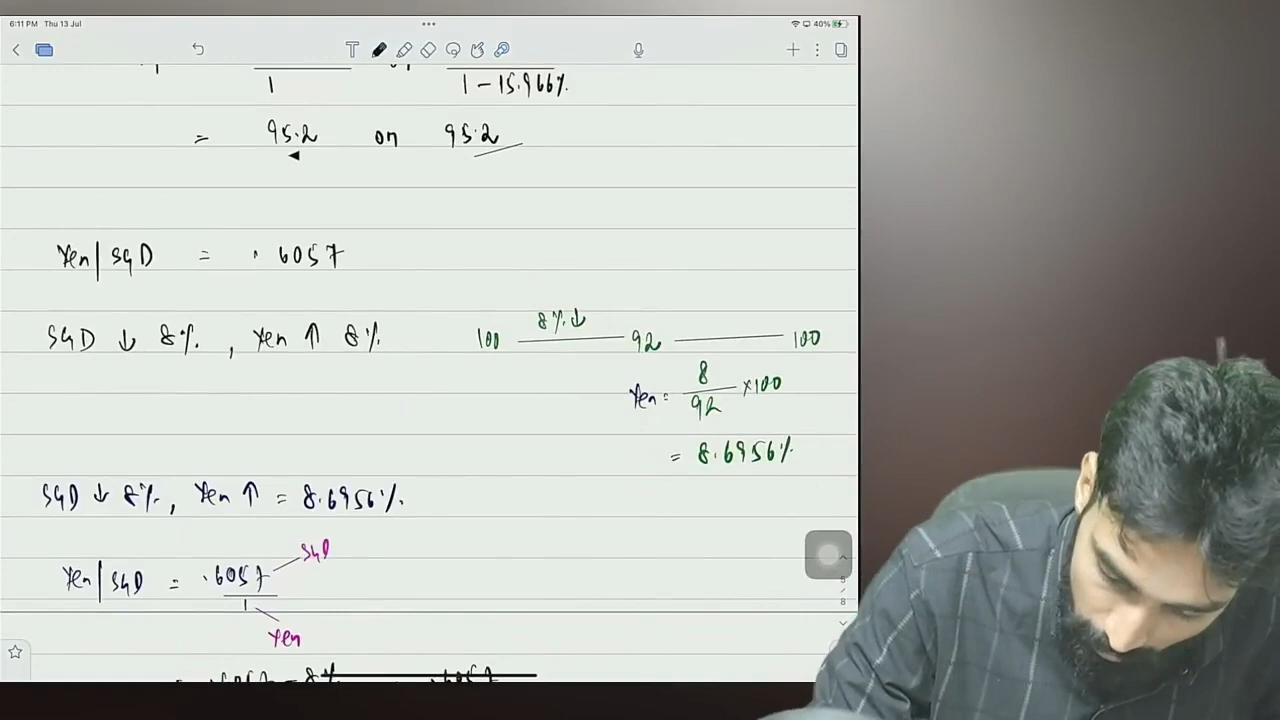 6:11 PM Thu 13 Jul
40%
1
1 - 15.966%
= 95.2 on 95.2
Yen | SGD = .6057
SGD ↓ 8%, Yen ↑ 8%
100 8%↓ 92 100
Yen = 8/92 ×100
= 8.6956%
SGD ↓ 8%, Yen ↑ = 8.6956%
SGD
Yen | SGD = .6057
1
Yen
5
/
8